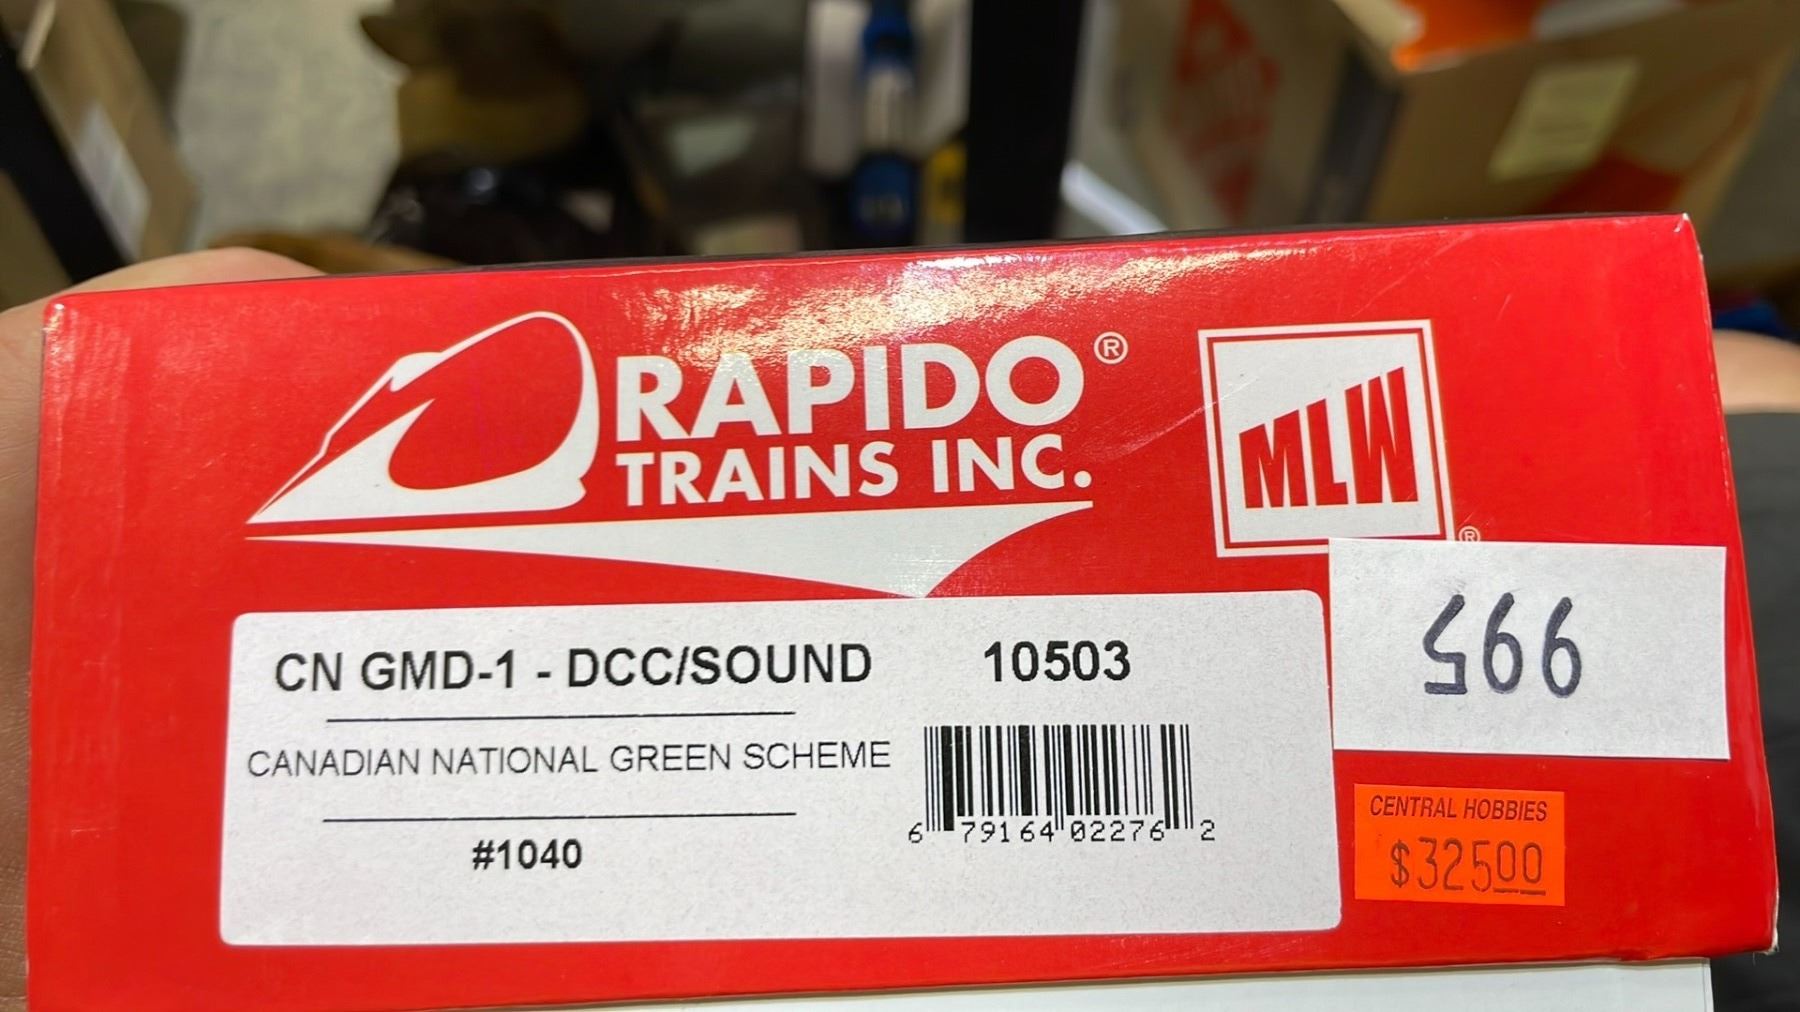 RAPIDO®
TRAINS INC.
MLW®
995
CN GMD-1 - DCC/SOUND 10503
CANADIAN NATIONAL GREEN SCHEME
#1040
6 79164 02276 2
CENTRAL HOBBIES
$32500